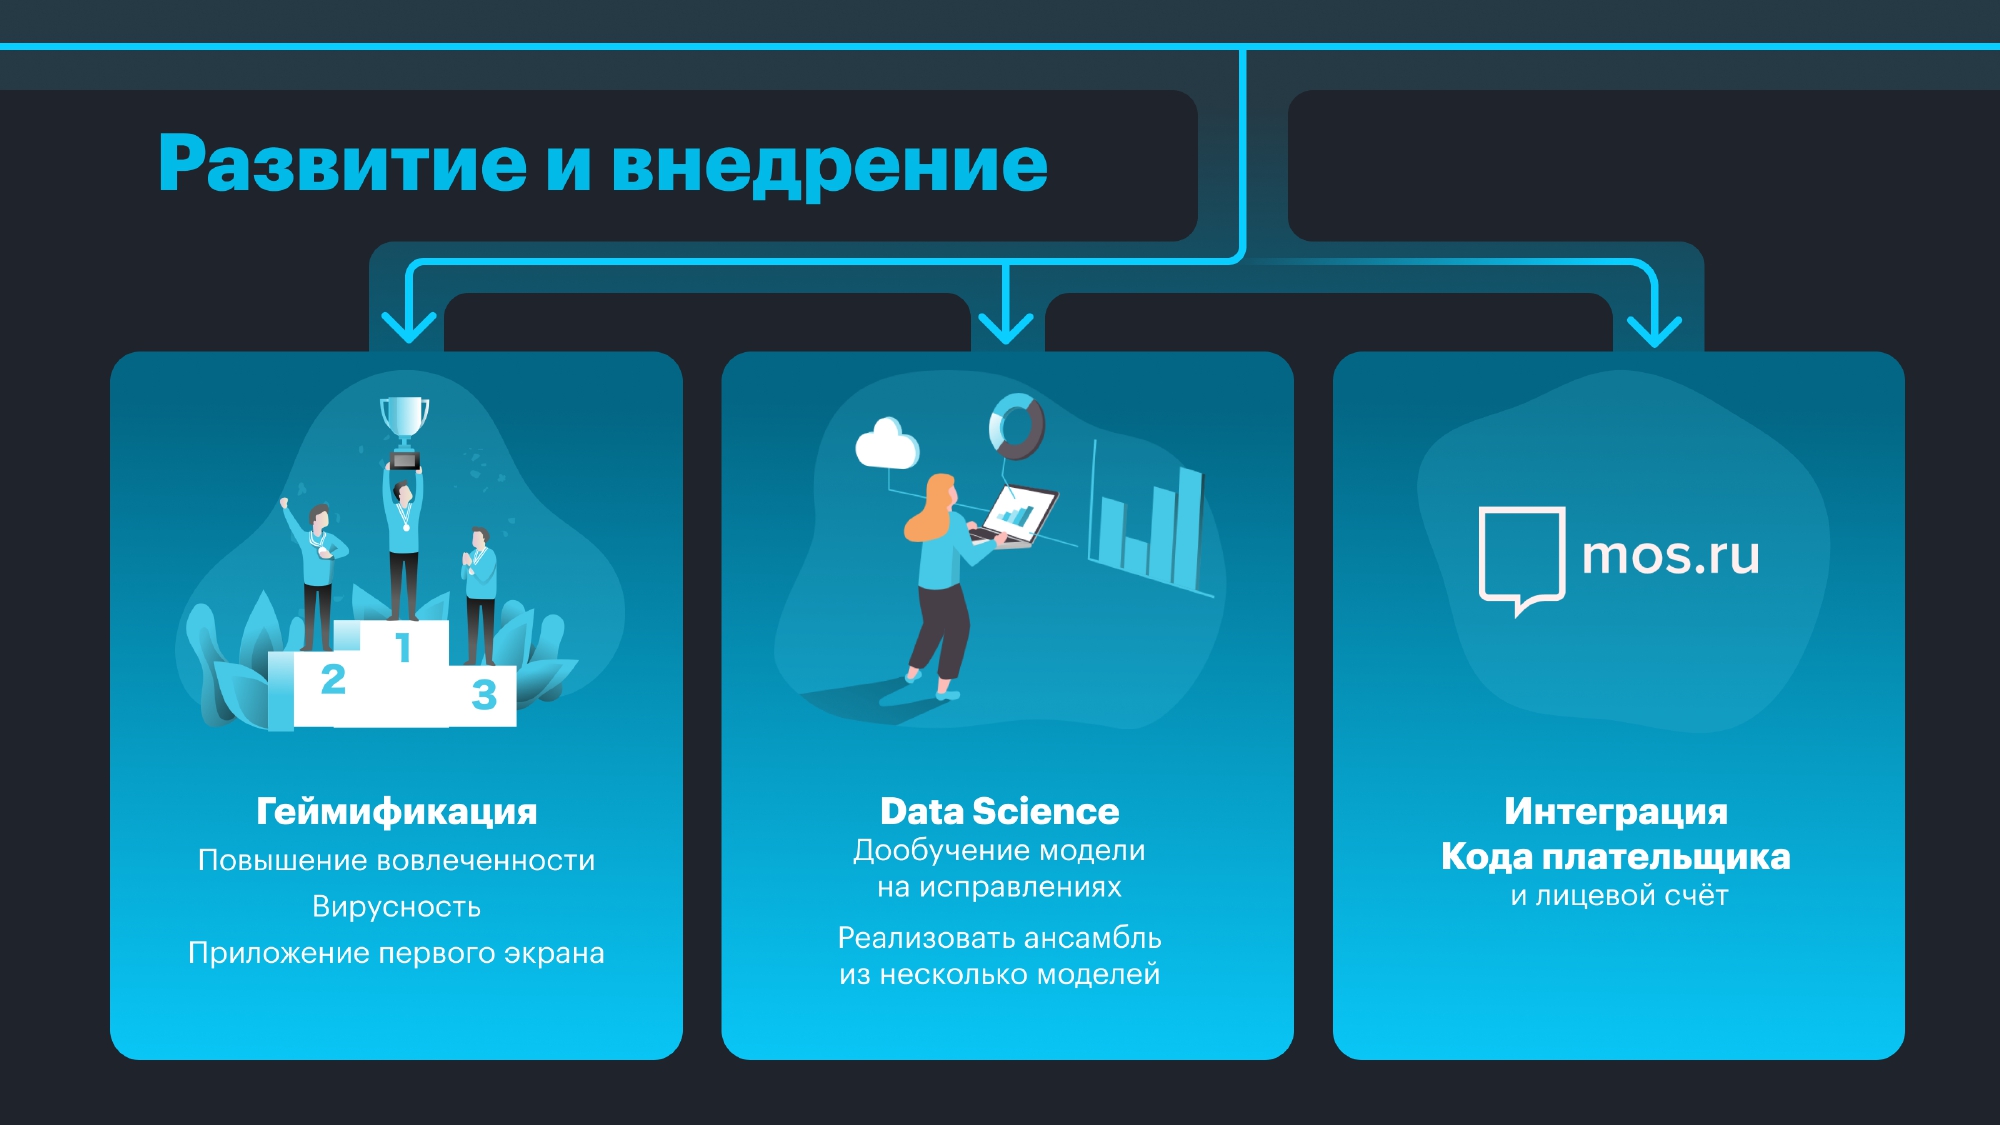 Развитие и внедрение
1
2
3
Геймификация
Повышение вовлеченности
Вирусность
Приложение первого экрана
Data Science
Дообучение модели
на исправлениях
Реализовать ансамбль
из несколько моделей
mos.ru
Интеграция
Кода плательщика
и лицевой счёт